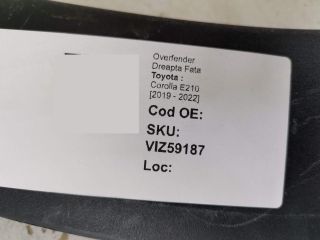 Overfender
Dreapta Fata
Toyota :
Corolla E210
[2019 - 2022]
Cod OE:
SKU:
VIZ59187
Loc: